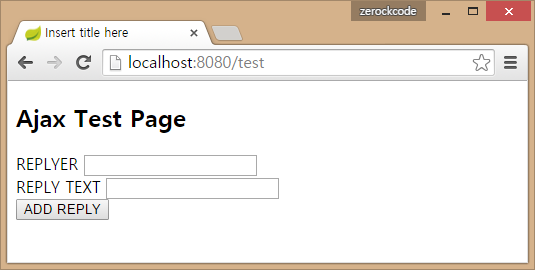 zerockcode
Insert title here
localhost:8080/test
Ajax Test Page
REPLYER
REPLY TEXT
ADD REPLY